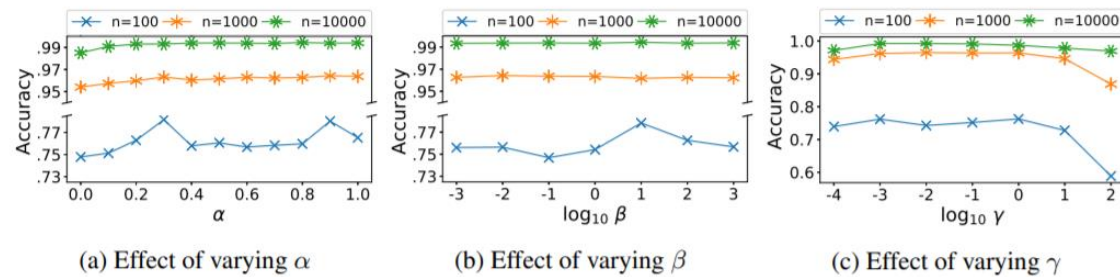 n=100 n=1000 n=10000
.99
.97
.95
.77
.75
.73
Accuracy
0.0 0.2 0.4 0.6 0.8 1.0
α
(a) Effect of varying α
n=100 n=1000 n=10000
.99
.97
.95
.77
.75
.73
Accuracy
-3 -2 -1 0 1 2 3
log10 β
(b) Effect of varying β
n=100 n=1000 n=10000
1.0
0.9
0.8
0.7
0.6
Accuracy
-4 -3 -2 -1 0 1 2
log10 γ
(c) Effect of varying γ